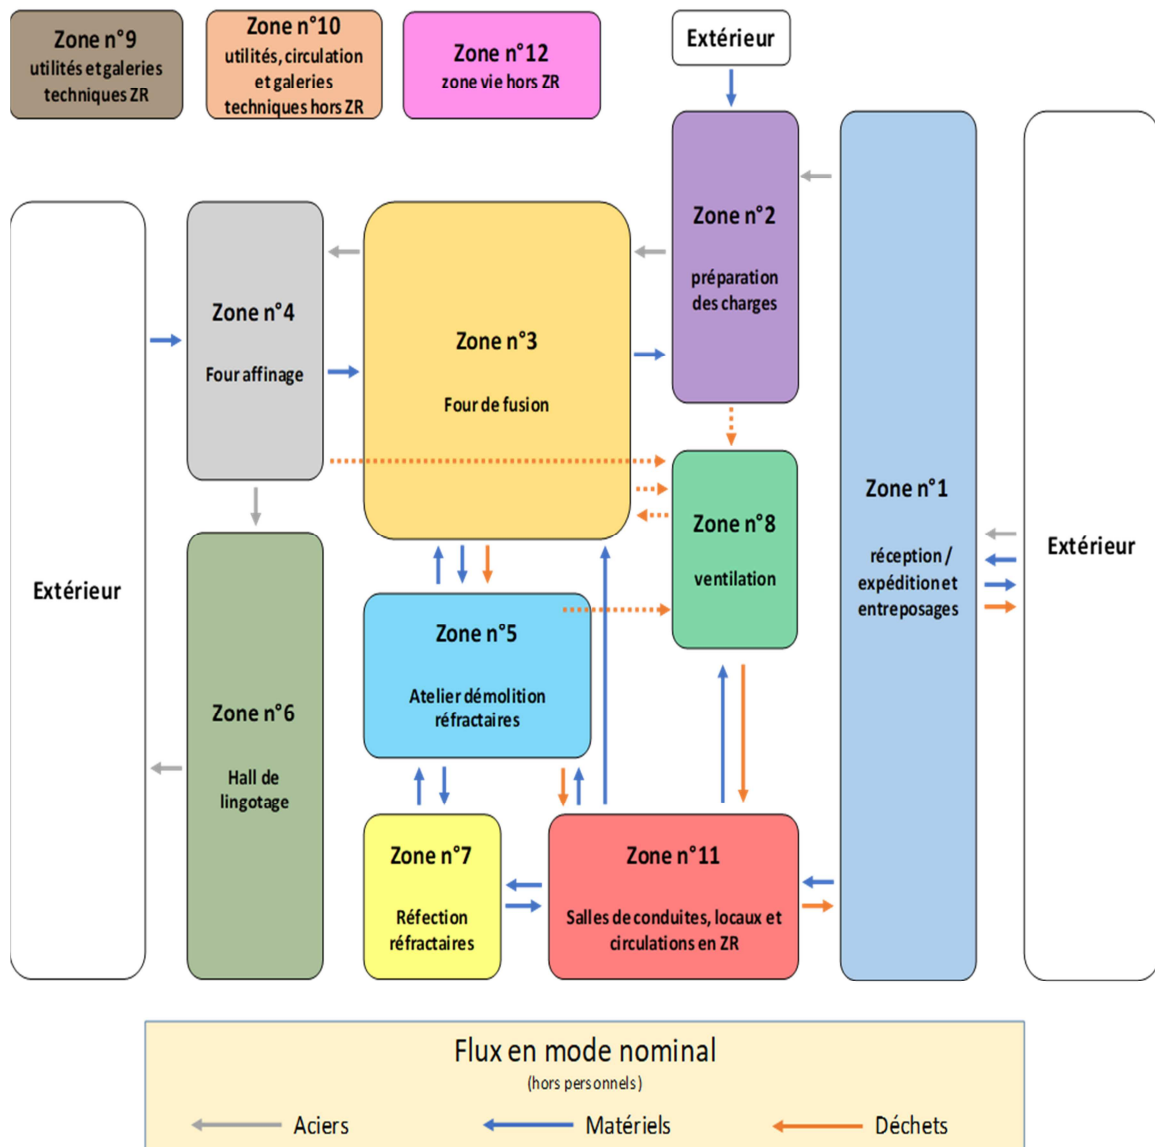 Zone n°9
utilités et galeries
techniques ZR
Zone n°10
utilités, circulation
et galeries
techniques hors ZR
Zone n°12
zone vie hors ZR
Extérieur
Extérieur
Zone n°4
Four affinage
Zone n°3
Four de fusion
Zone n°2
préparation
des charges
Zone n°1
réception /
expédition et
entreposages
Extérieur
Zone n°8
ventilation
Zone n°5
Atelier démolition
réfractaires
Zone n°6
Hall de
lingotage
Zone n°7
Réfection
réfractaires
Zone n°11
Salles de conduites, locaux et
circulations en ZR
Flux en mode nominal
(hors personnels)
Aciers
Matériels
Déchets